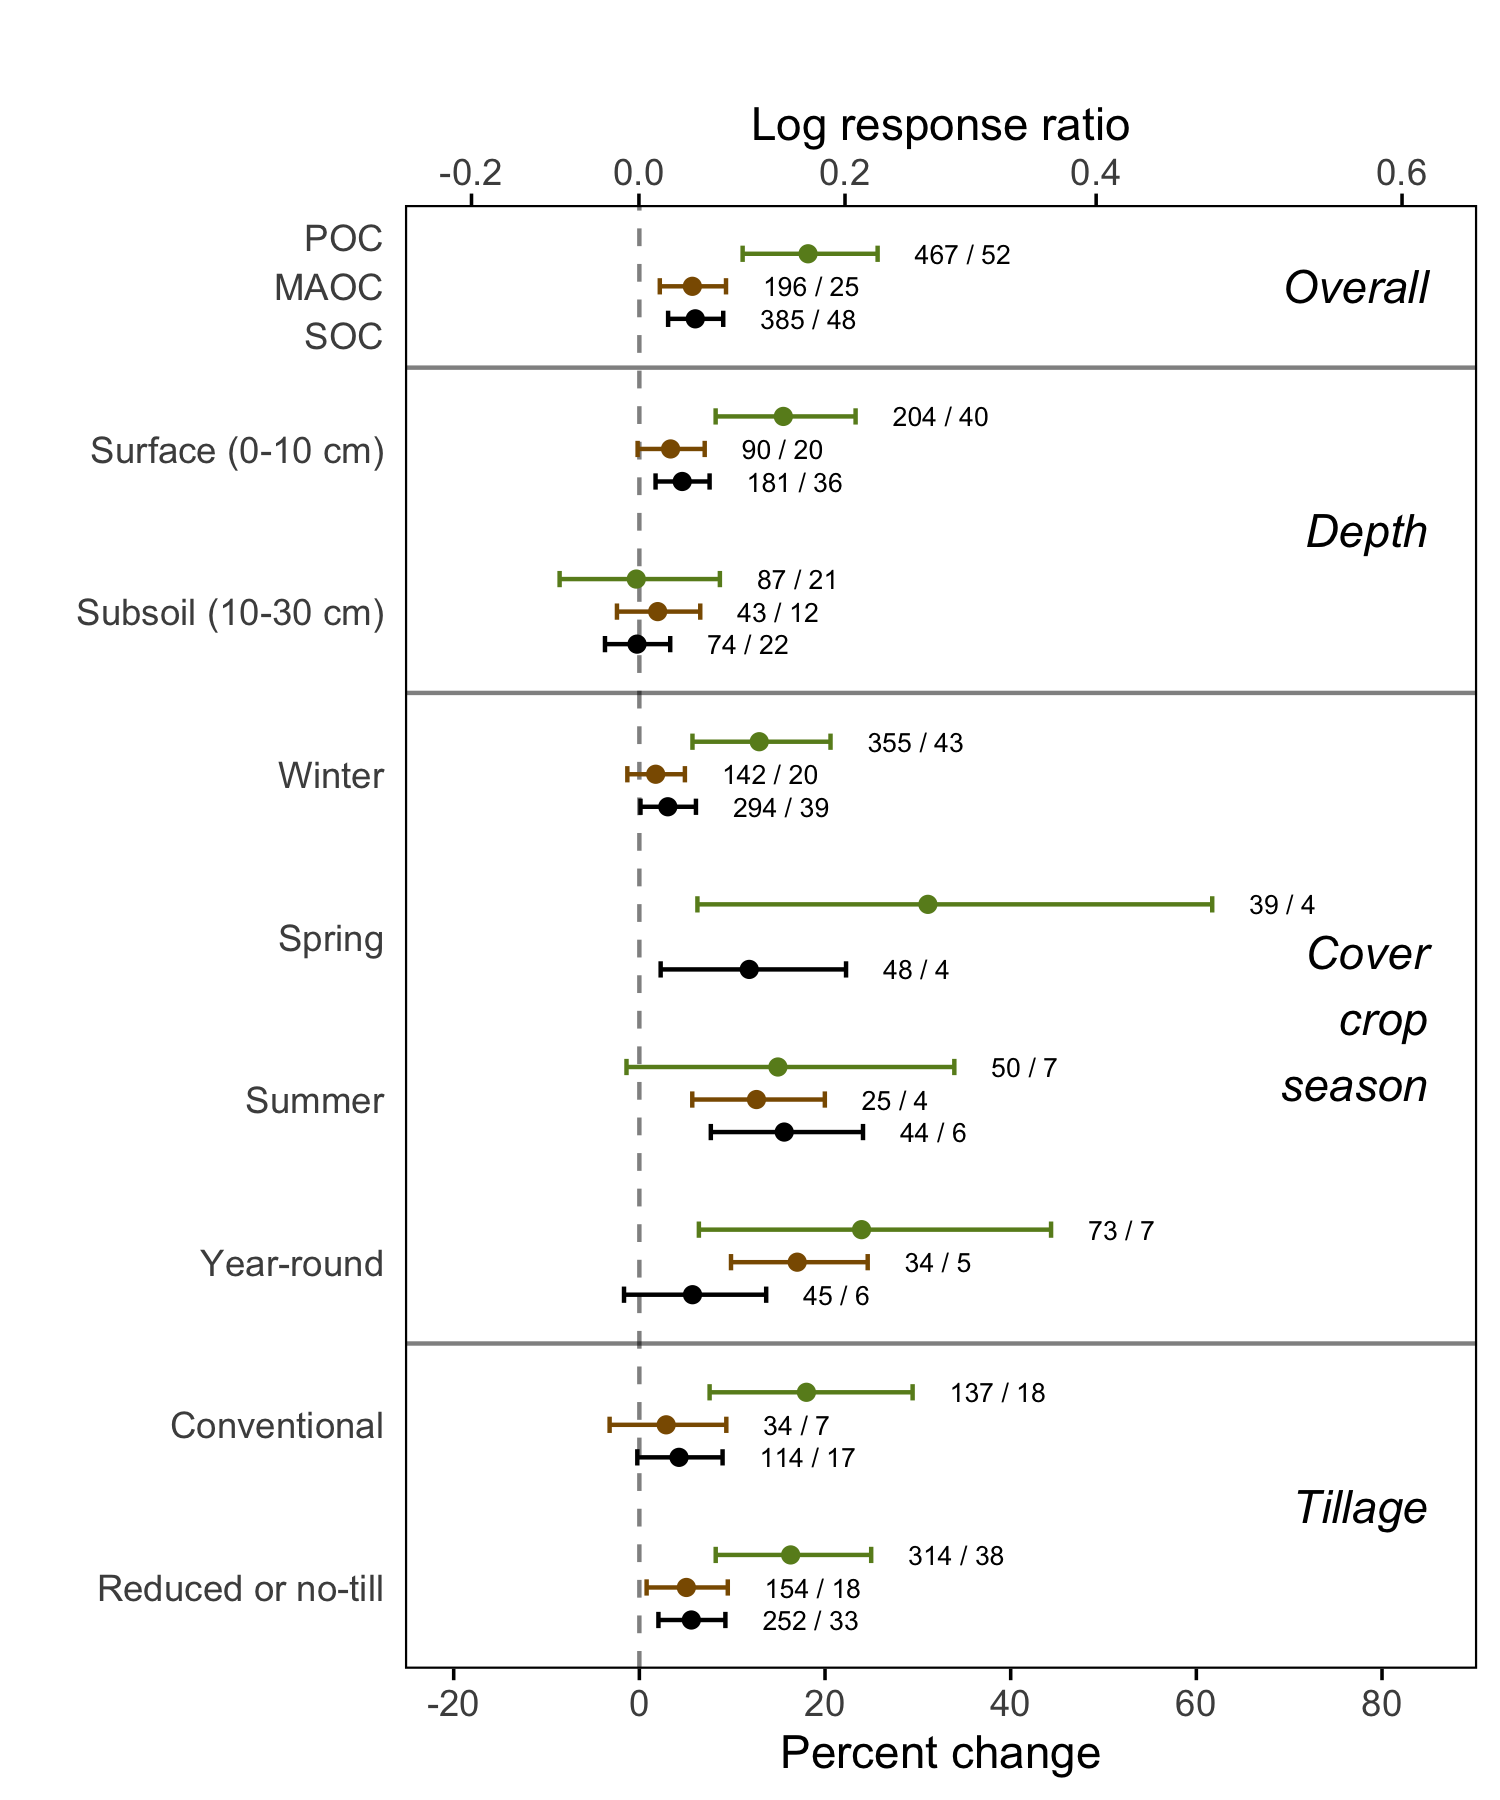 Log response ratio
-0.2 0.0 0.2 0.4 0.6
POC
467 / 52
MAOC
196 / 25
Overall
SOC
385 / 48
204 / 40
Surface (0-10 cm)
90 / 20
181 / 36
Depth
87 / 21
Subsoil (10-30 cm)
43 / 12
74 / 22
355 / 43
Winter
142 / 20
294 / 39
39 / 4
Spring
48 / 4
Cover
crop
season
50 / 7
Summer
25 / 4
44 / 6
73 / 7
Year-round
34 / 5
45 / 6
137 / 18
Conventional
34 / 7
114 / 17
Tillage
314 / 38
Reduced or no-till
154 / 18
252 / 33
-20 0 20 40 60 80
Percent change